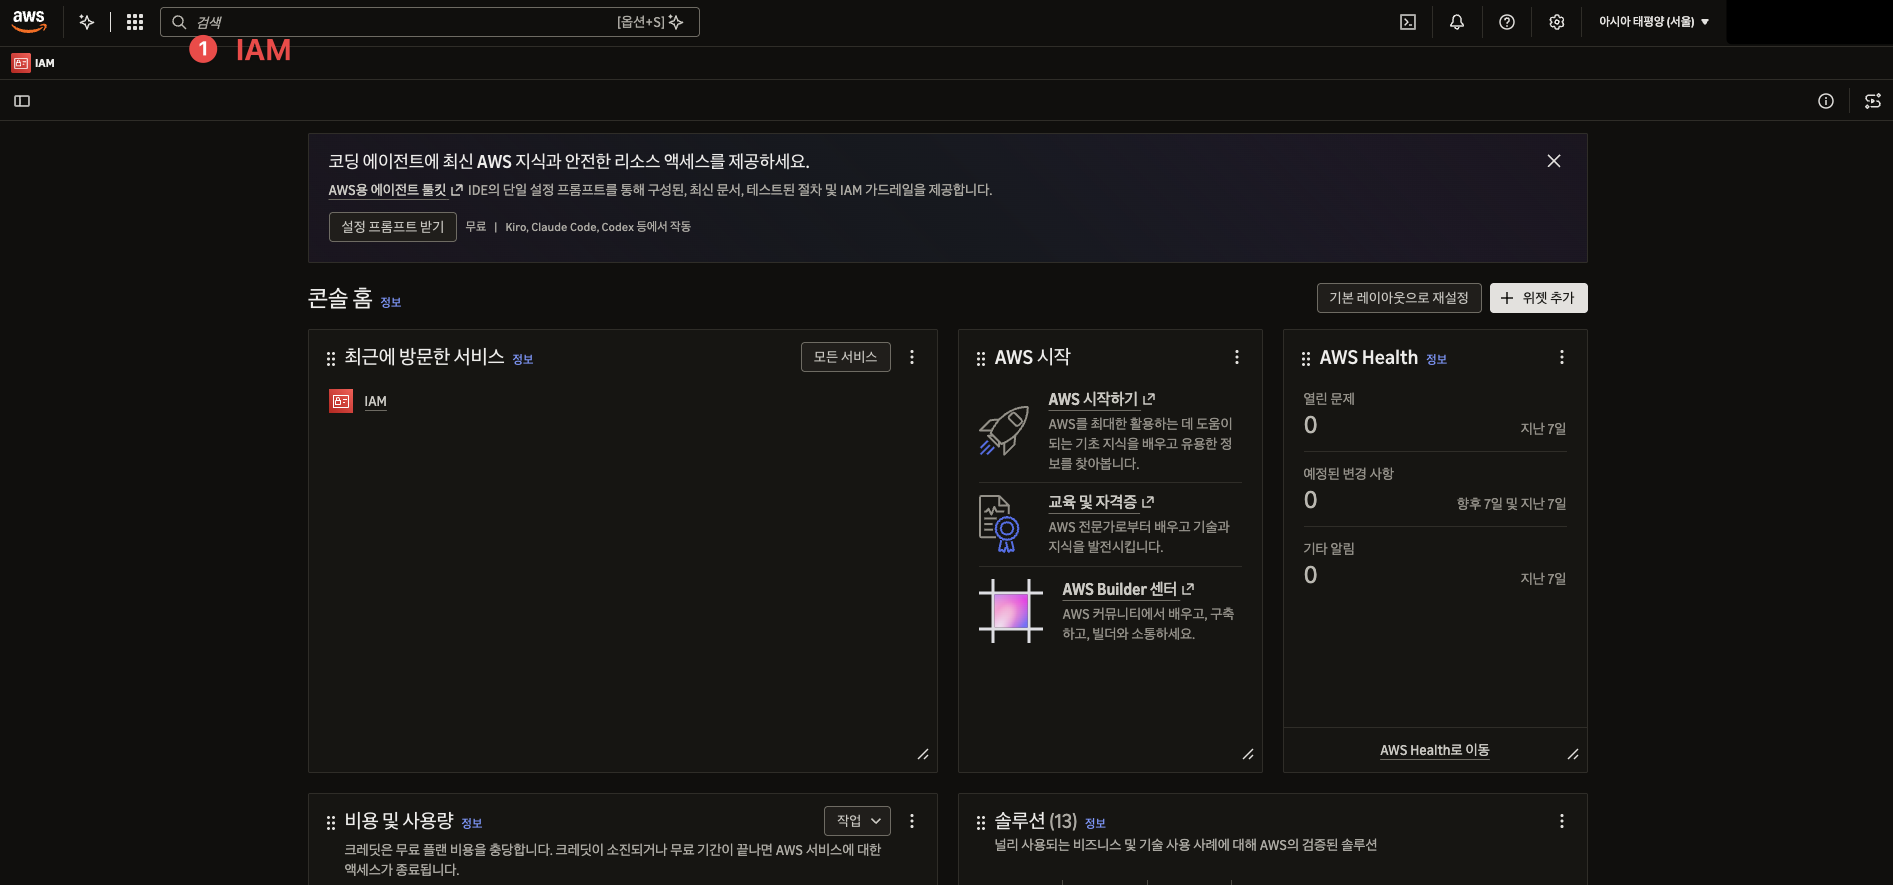 aws
검색
[옵션+S]
아시아 태평양 (서울)
1 IAM
IAM
코딩 에이전트에 최신 AWS 지식과 안전한 리소스 액세스를 제공하세요.
AWS용 에이전트 툴킷 IDE의 단일 설정 프롬프트를 통해 구성된, 최신 문서, 테스트된 절차 및 IAM 가드레일을 제공합니다.
설정 프롬프트 받기 무료 | Kiro, Claude Code, Codex 등에서 작동
콘솔 홈 정보
기본 레이아웃으로 재설정
위젯 추가
최근에 방문한 서비스 정보
모든 서비스
IAM
AWS 시작
AWS 시작하기
AWS를 최대한 활용하는 데 도움이
되는 기초 지식을 배우고 유용한 정
보를 찾아봅니다.
교육 및 자격증
AWS 전문가로부터 배우고 기술과
지식을 발전시킵니다.
AWS Builder 센터
AWS 커뮤니티에서 배우고, 구축
하고, 빌더와 소통하세요.
AWS Health 정보
열린 문제
0
지난 7일
예정된 변경 사항
0
향후 7일 및 지난 7일
기타 알림
0
지난 7일
AWS Health로 이동
비용 및 사용량 정보
작업
크레딧은 무료 플랜 비용을 충당합니다. 크레딧이 소진되거나 무료 기간이 끝나면 AWS 서비스에 대한
액세스가 종료됩니다.
솔루션 (13) 정보
널리 사용되는 비즈니스 및 기술 사용 사례에 대해 AWS의 검증된 솔루션